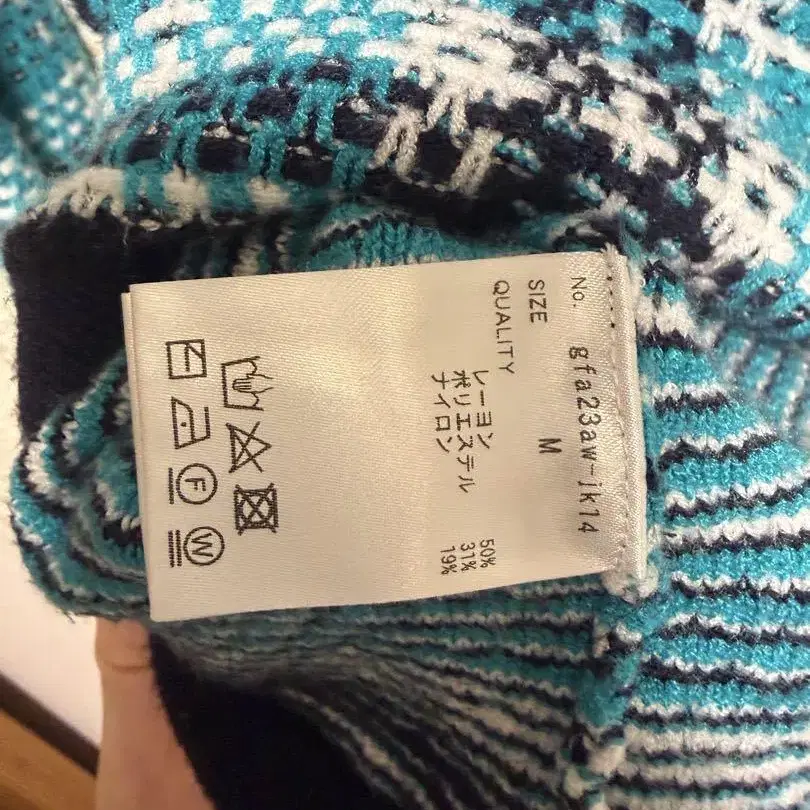 No. gfa23aw-jk14
SIZE M
QUALITY
レーヨン 50%
ポリエステル 31%
ナイロン 19%
F
W